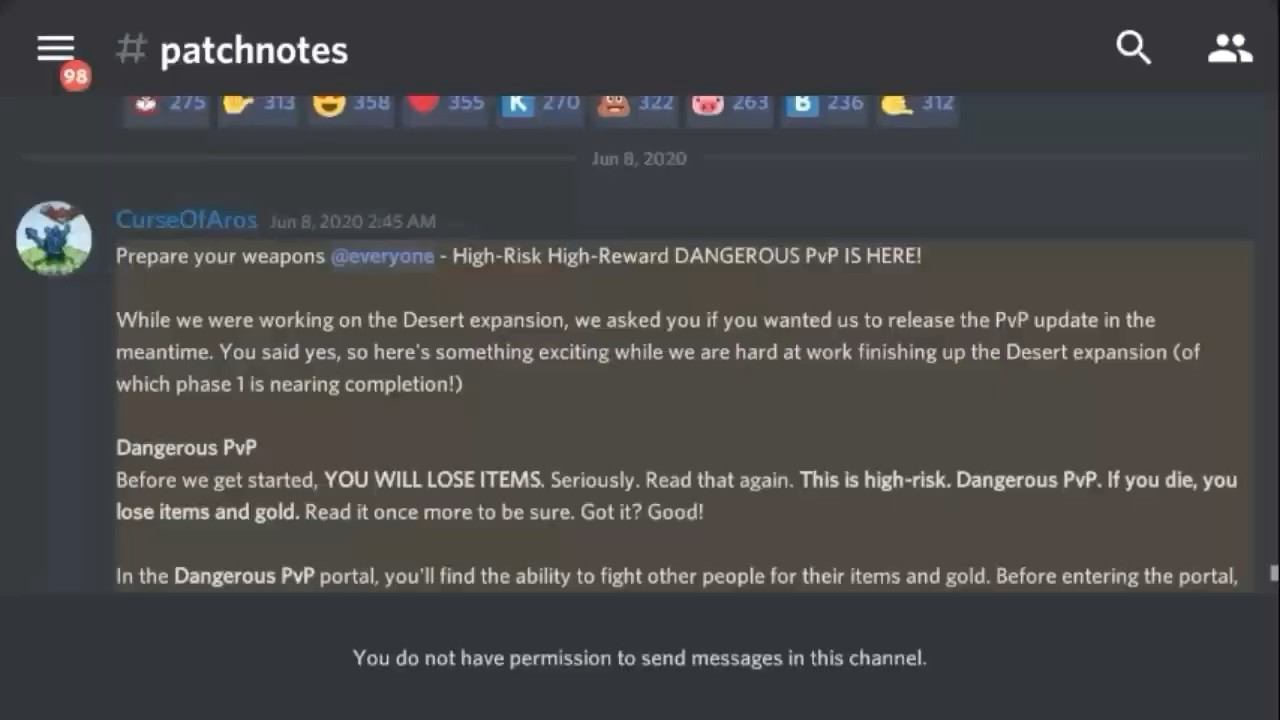 # patchnotes
98
275 313 358 355 K 270 322 263 B 236 312
Jun 8, 2020
CurseOfAros Jun 8, 2020 2:45 AM
Prepare your weapons @everyone - High-Risk High-Reward DANGEROUS PvP IS HERE!
While we were working on the Desert expansion, we asked you if you wanted us to release the PvP update in the
meantime. You said yes, so here's something exciting while we are hard at work finishing up the Desert expansion (of
which phase 1 is nearing completion!)
Dangerous PvP
Before we get started, YOU WILL LOSE ITEMS. Seriously. Read that again. This is high-risk. Dangerous PvP. If you die, you
lose items and gold. Read it once more to be sure. Got it? Good!
In the Dangerous PvP portal, you'll find the ability to fight other people for their items and gold. Before entering the portal,
You do not have permission to send messages in this channel.